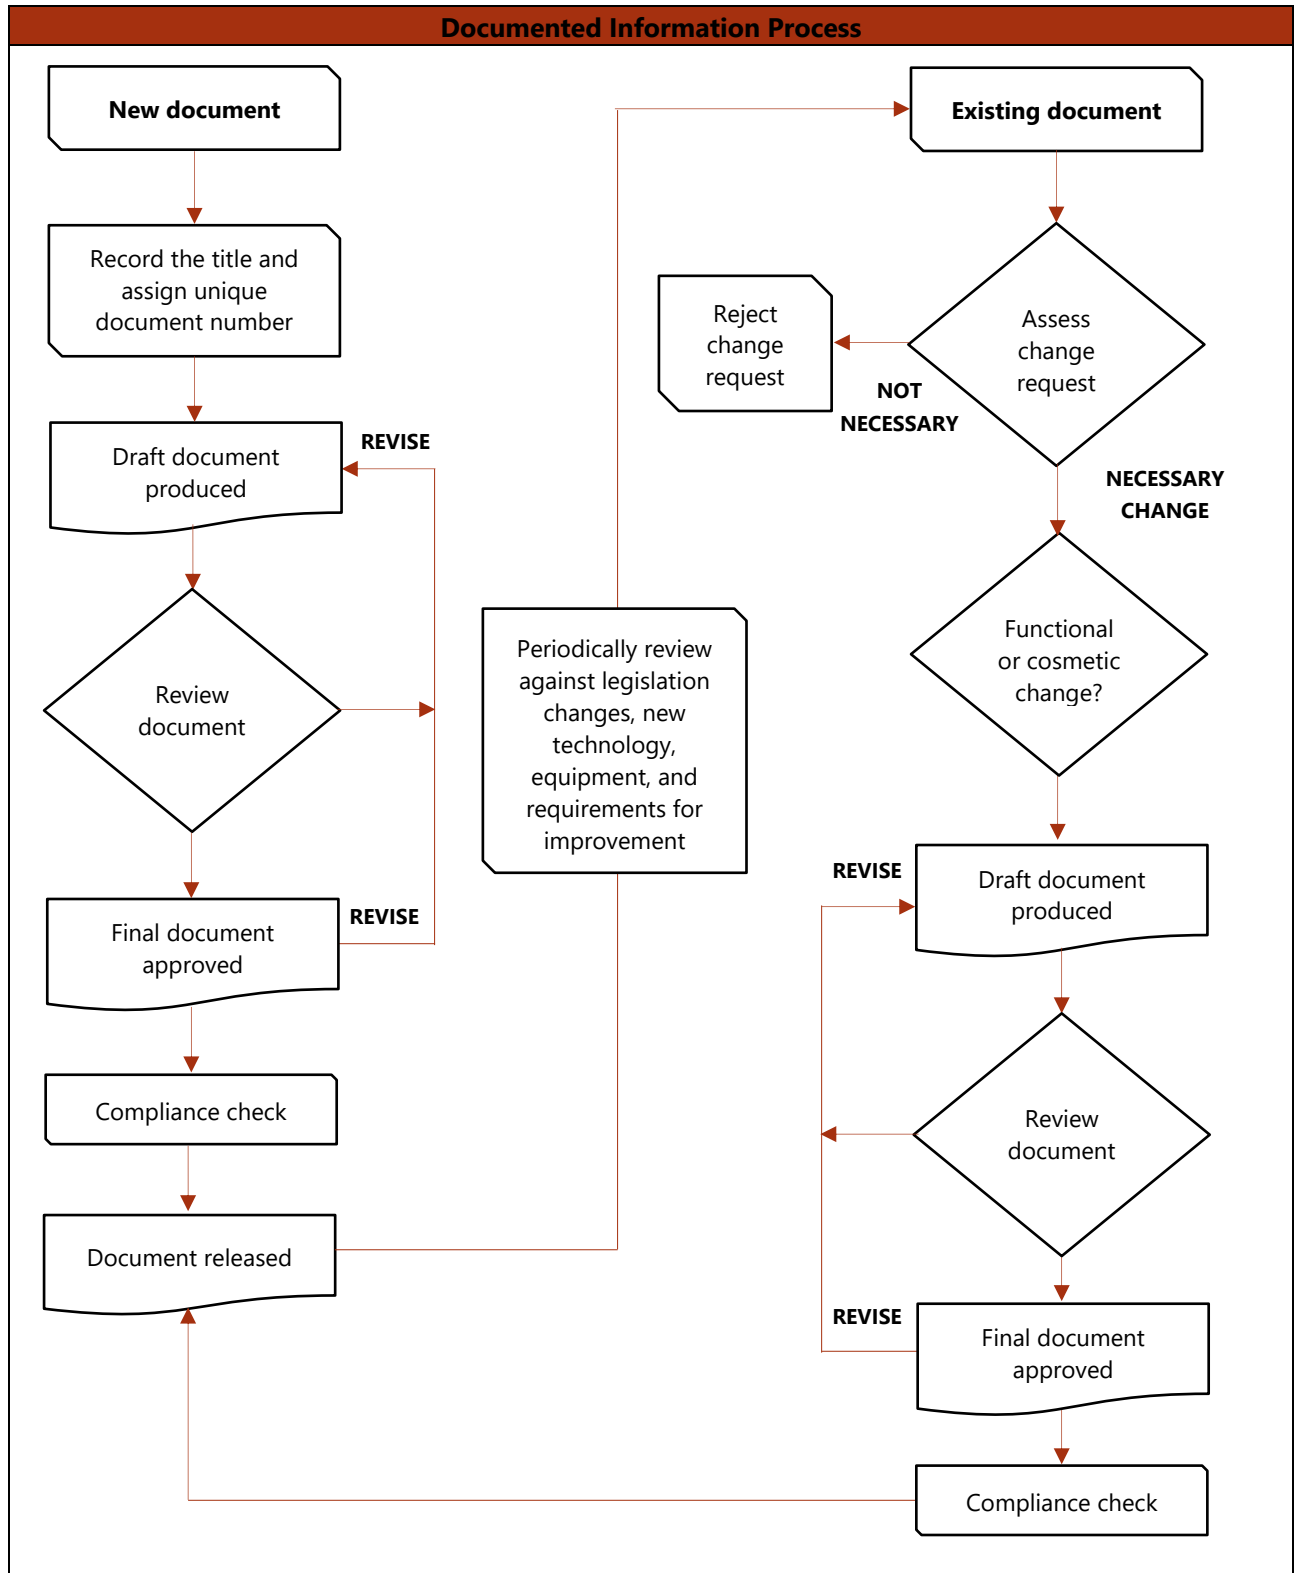 Documented Information Process
New document
Record the title and
assign unique
document number
Draft document
produced
REVISE
Review
document
Final document
approved
REVISE
Compliance check
Document released
Periodically review
against legislation
changes, new
technology,
equipment, and
requirements for
improvement
Existing document
Assess
change
request
Reject
change
request
NOT
NECESSARY
NECESSARY
CHANGE
Functional
or cosmetic
change?
REVISE
Draft document
produced
Review
document
REVISE
Final document
approved
Compliance check